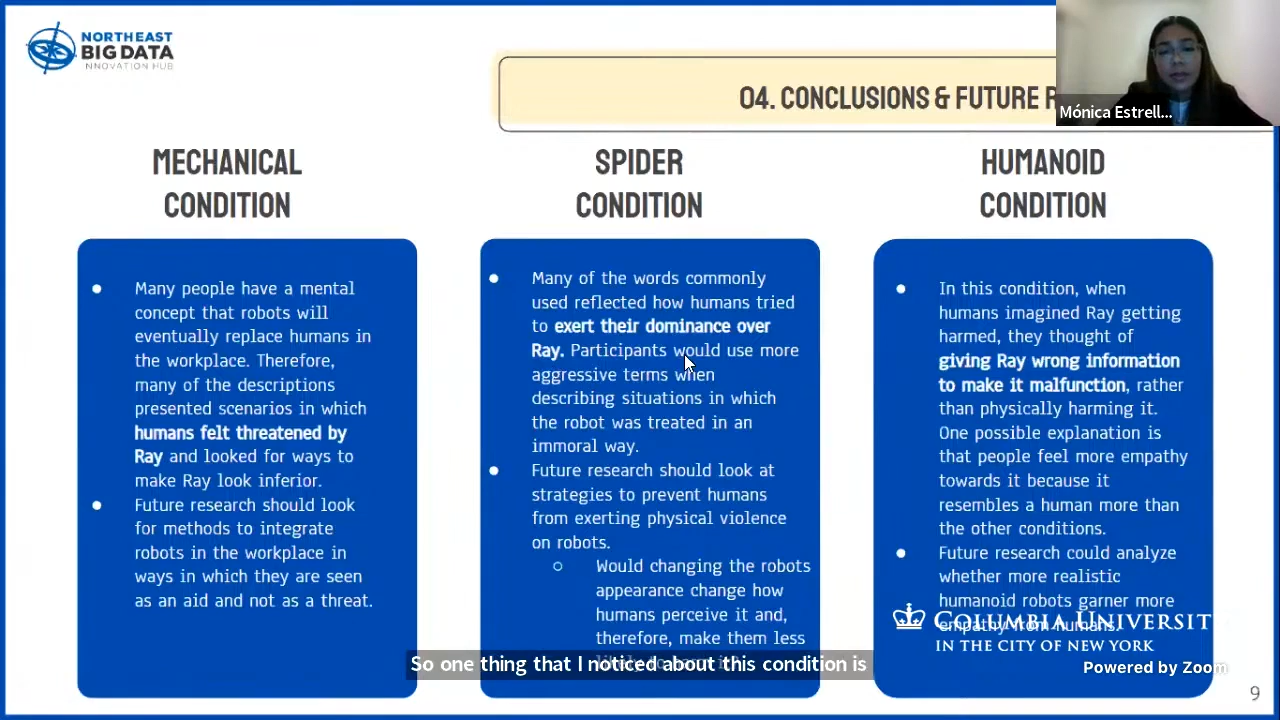 NORTHEAST
BIG DATA
INNOVATION HUB
04. CONCLUSIONS & FUTURE R
Mónica Estrell...
MECHANICAL
CONDITION
Many people have a mental
concept that robots will
eventually replace humans in
the workplace. Therefore,
many of the descriptions
presented scenarios in which
humans felt threatened by
Ray and looked for ways to
make Ray look inferior.
Future research should look
for methods to integrate
robots in the workplace in
ways in which they are seen
as an aid and not as a threat.
SPIDER
CONDITION
Many of the words commonly
used reflected how humans tried
to exert their dominance over
Ray. Participants would use more
aggressive terms when
describing situations in which
the robot was treated in an
immoral way.
Future research should look at
strategies to prevent humans
from exerting physical violence
on robots.
Would changing the robots
appearance change how
humans perceive it and,
therefore, make them less
HUMANOID
CONDITION
In this condition, when
humans imagined Ray getting
harmed, they thought of
giving Ray wrong information
to make it malfunction, rather
than physically harming it.
One possible explanation is
that people feel more empathy
towards it because it
resembles a human more than
the other conditions.
Future research could analyze
whether more realistic
humanoid robots garner more
empathy from humans.
COLUMBIA UNIVERSIT
IN THE CITY OF NEW YORK
So one thing that I noticed about this condition is
Powered by Zoom
9